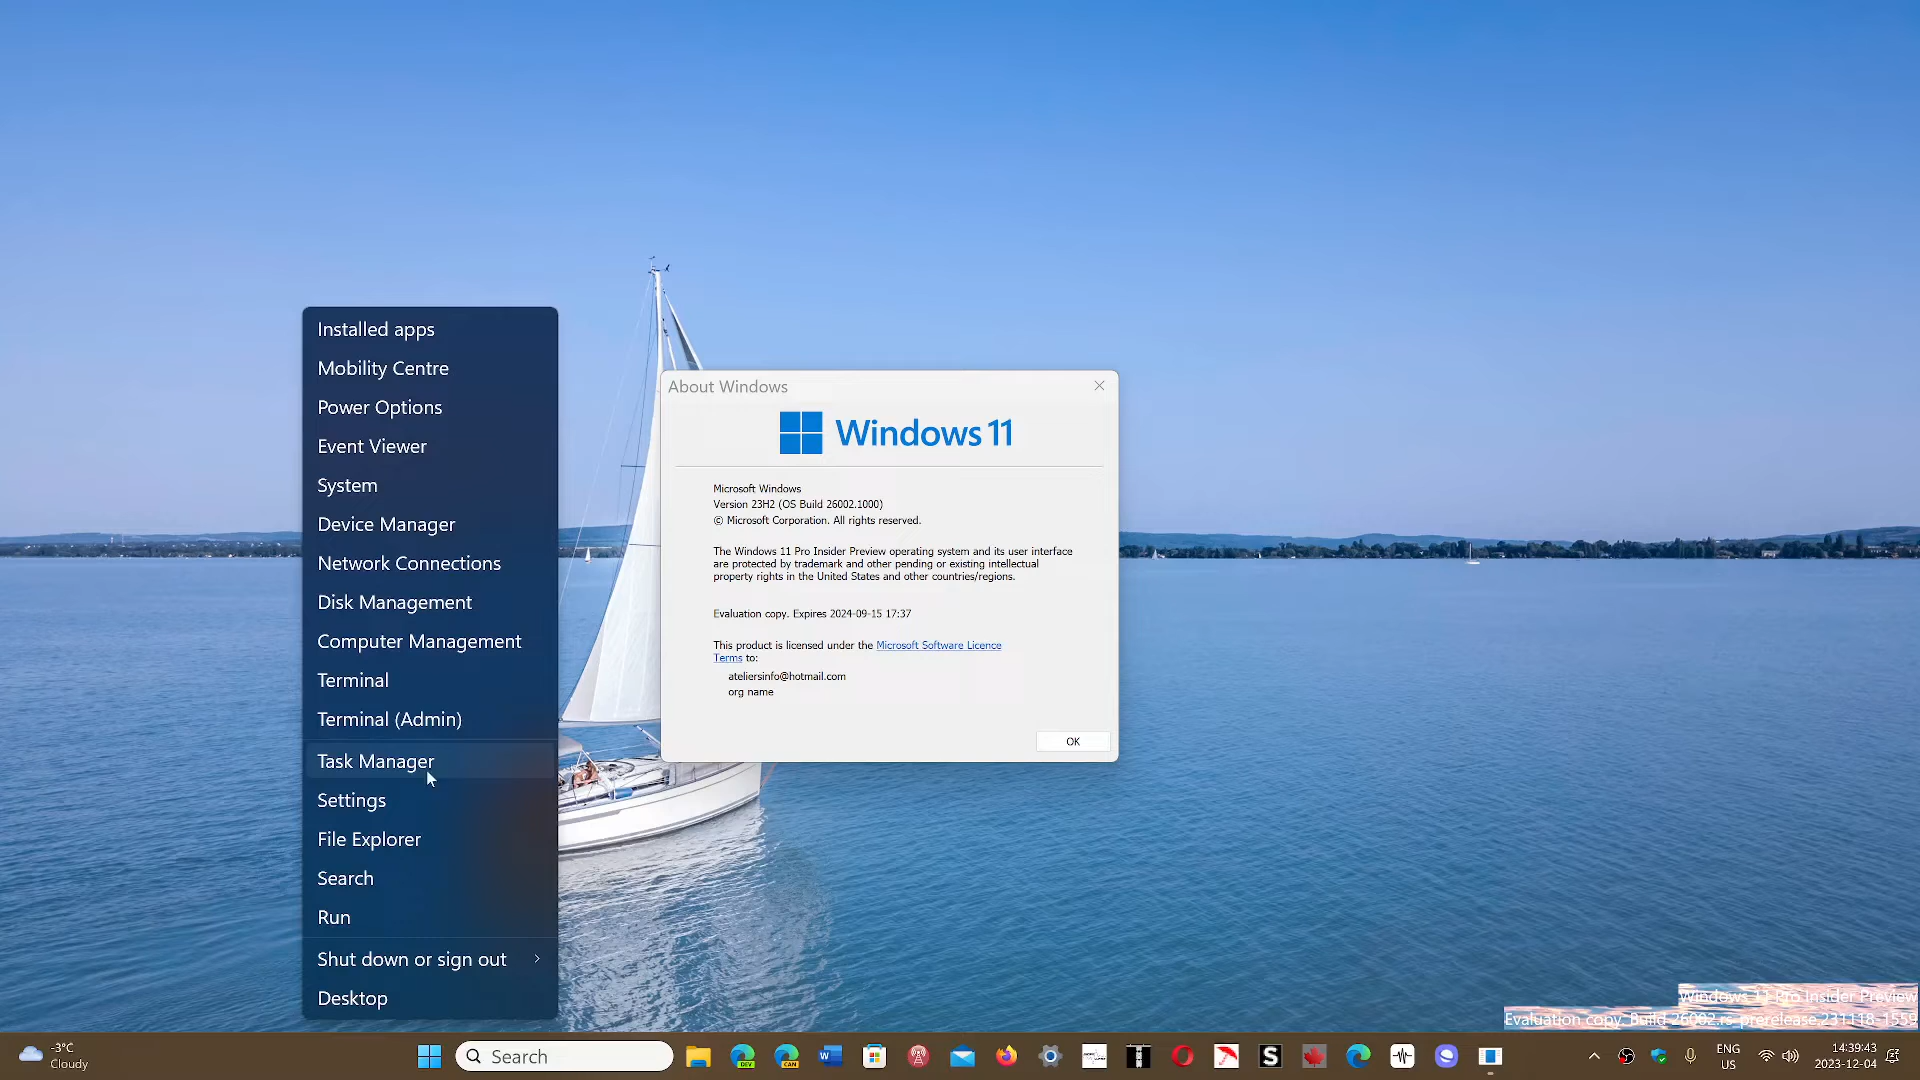 Installed apps
Mobility Centre
Power Options
Event Viewer
System
Device Manager
Network Connections
Disk Management
Computer Management
Terminal
Terminal (Admin)
Task Manager
Settings
File Explorer
Search
Run
Shut down or sign out
Desktop
About Windows
Windows 11
Microsoft Windows
Version 23H2 (OS Build 26002.1000)
© Microsoft Corporation. All rights reserved.
The Windows 11 Pro Insider Preview operating system and its user interface
are protected by trademark and other pending or existing intellectual
property rights in the United States and other countries/regions.
Evaluation copy. Expires 2024-09-15 17:37
This product is licensed under the Microsoft Software Licence
Terms to:
ateliersinfo@hotmail.com
org name
OK
Windows 11 Pro Insider Preview
Evaluation copy. Build 26002.rs_prerelease.231118-1559
-3°C
Cloudy
Search
DEV
CAN
W
S
ENG
US
14:39:43
2023-12-04